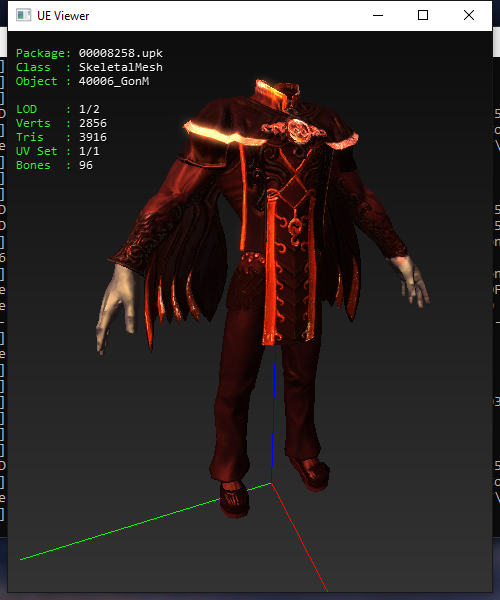 UE Viewer
Package: 00008258.upk
Class : SkeletalMesh
Object : 40006_GonM
LOD : 1/2
Verts : 2856
Tris : 3916
UV Set : 1/1
Bones : 96